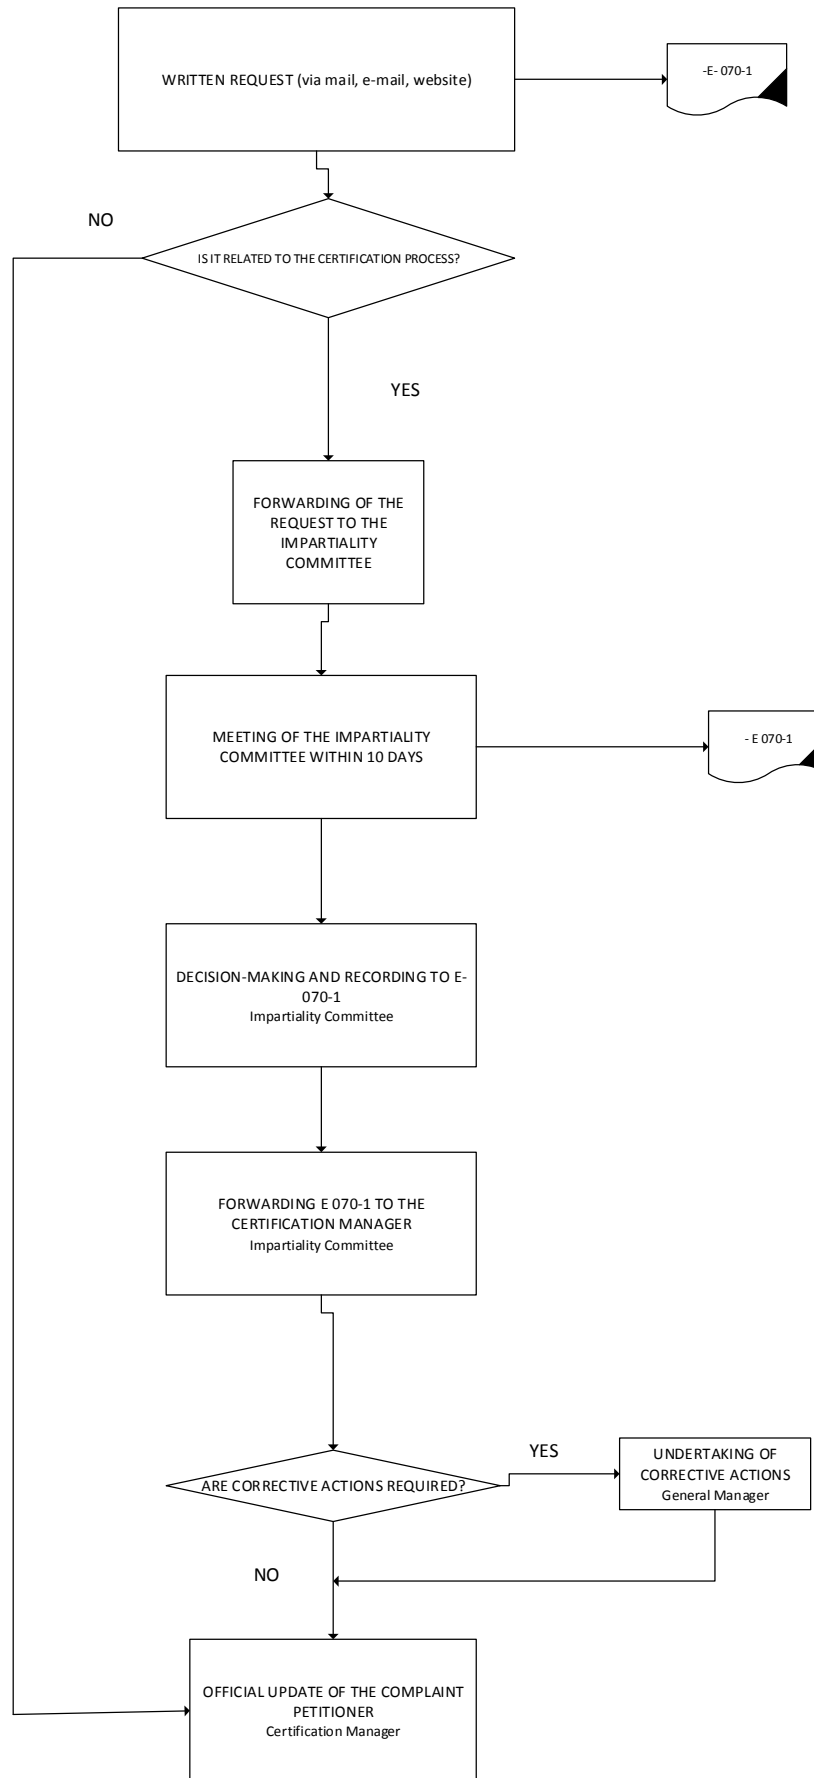 WRITTEN REQUEST (via mail, e-mail, website)
-E- 070-1
NO
IS IT RELATED TO THE CERTIFICATION PROCESS?
YES
FORWARDING OF THE
REQUEST TO THE
IMPARTIALITY
COMMITTEE
MEETING OF THE IMPARTIALITY
COMMITTEE WITHIN 10 DAYS
- E 070-1
DECISION-MAKING AND RECORDING TO E-
070-1
Impartiality Committee
FORWARDING E 070-1 TO THE
CERTIFICATION MANAGER
Impartiality Committee
ARE CORRECTIVE ACTIONS REQUIRED?
YES
UNDERTAKING OF
CORRECTIVE ACTIONS
General Manager
NO
OFFICIAL UPDATE OF THE COMPLAINT
PETITIONER
Certification Manager